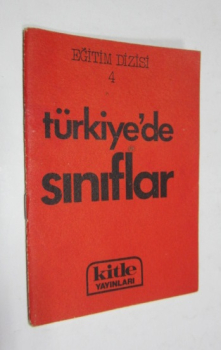 EĞİTİM DİZİSİ
4
türkiye'de
sınıflar
kitle
YAYINLARI